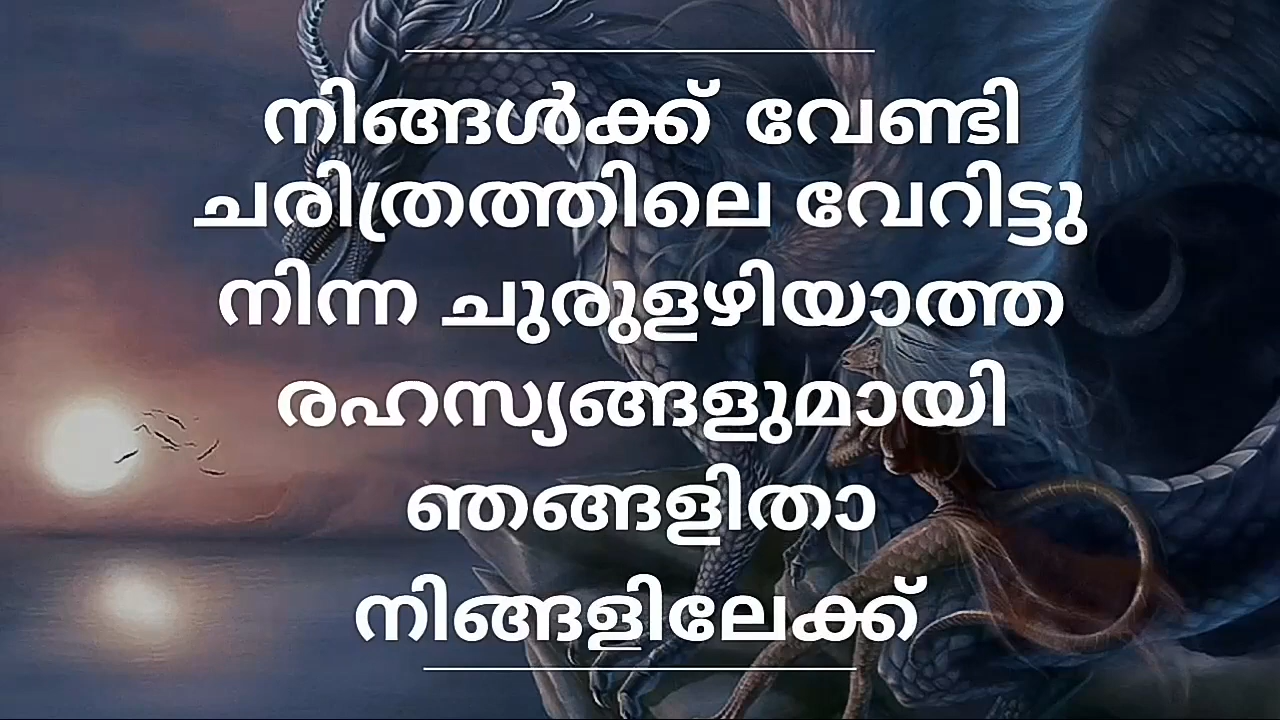 നിങ്ങൾക്ക് വേണ്ടി
ചരിത്രത്തിലെ വേറിട്ടു
നിന്ന ചുരുളഴിയാത്ത
രഹസ്യങ്ങളുമായി
ഞങ്ങളിതാ
നിങ്ങളിലേക്ക്